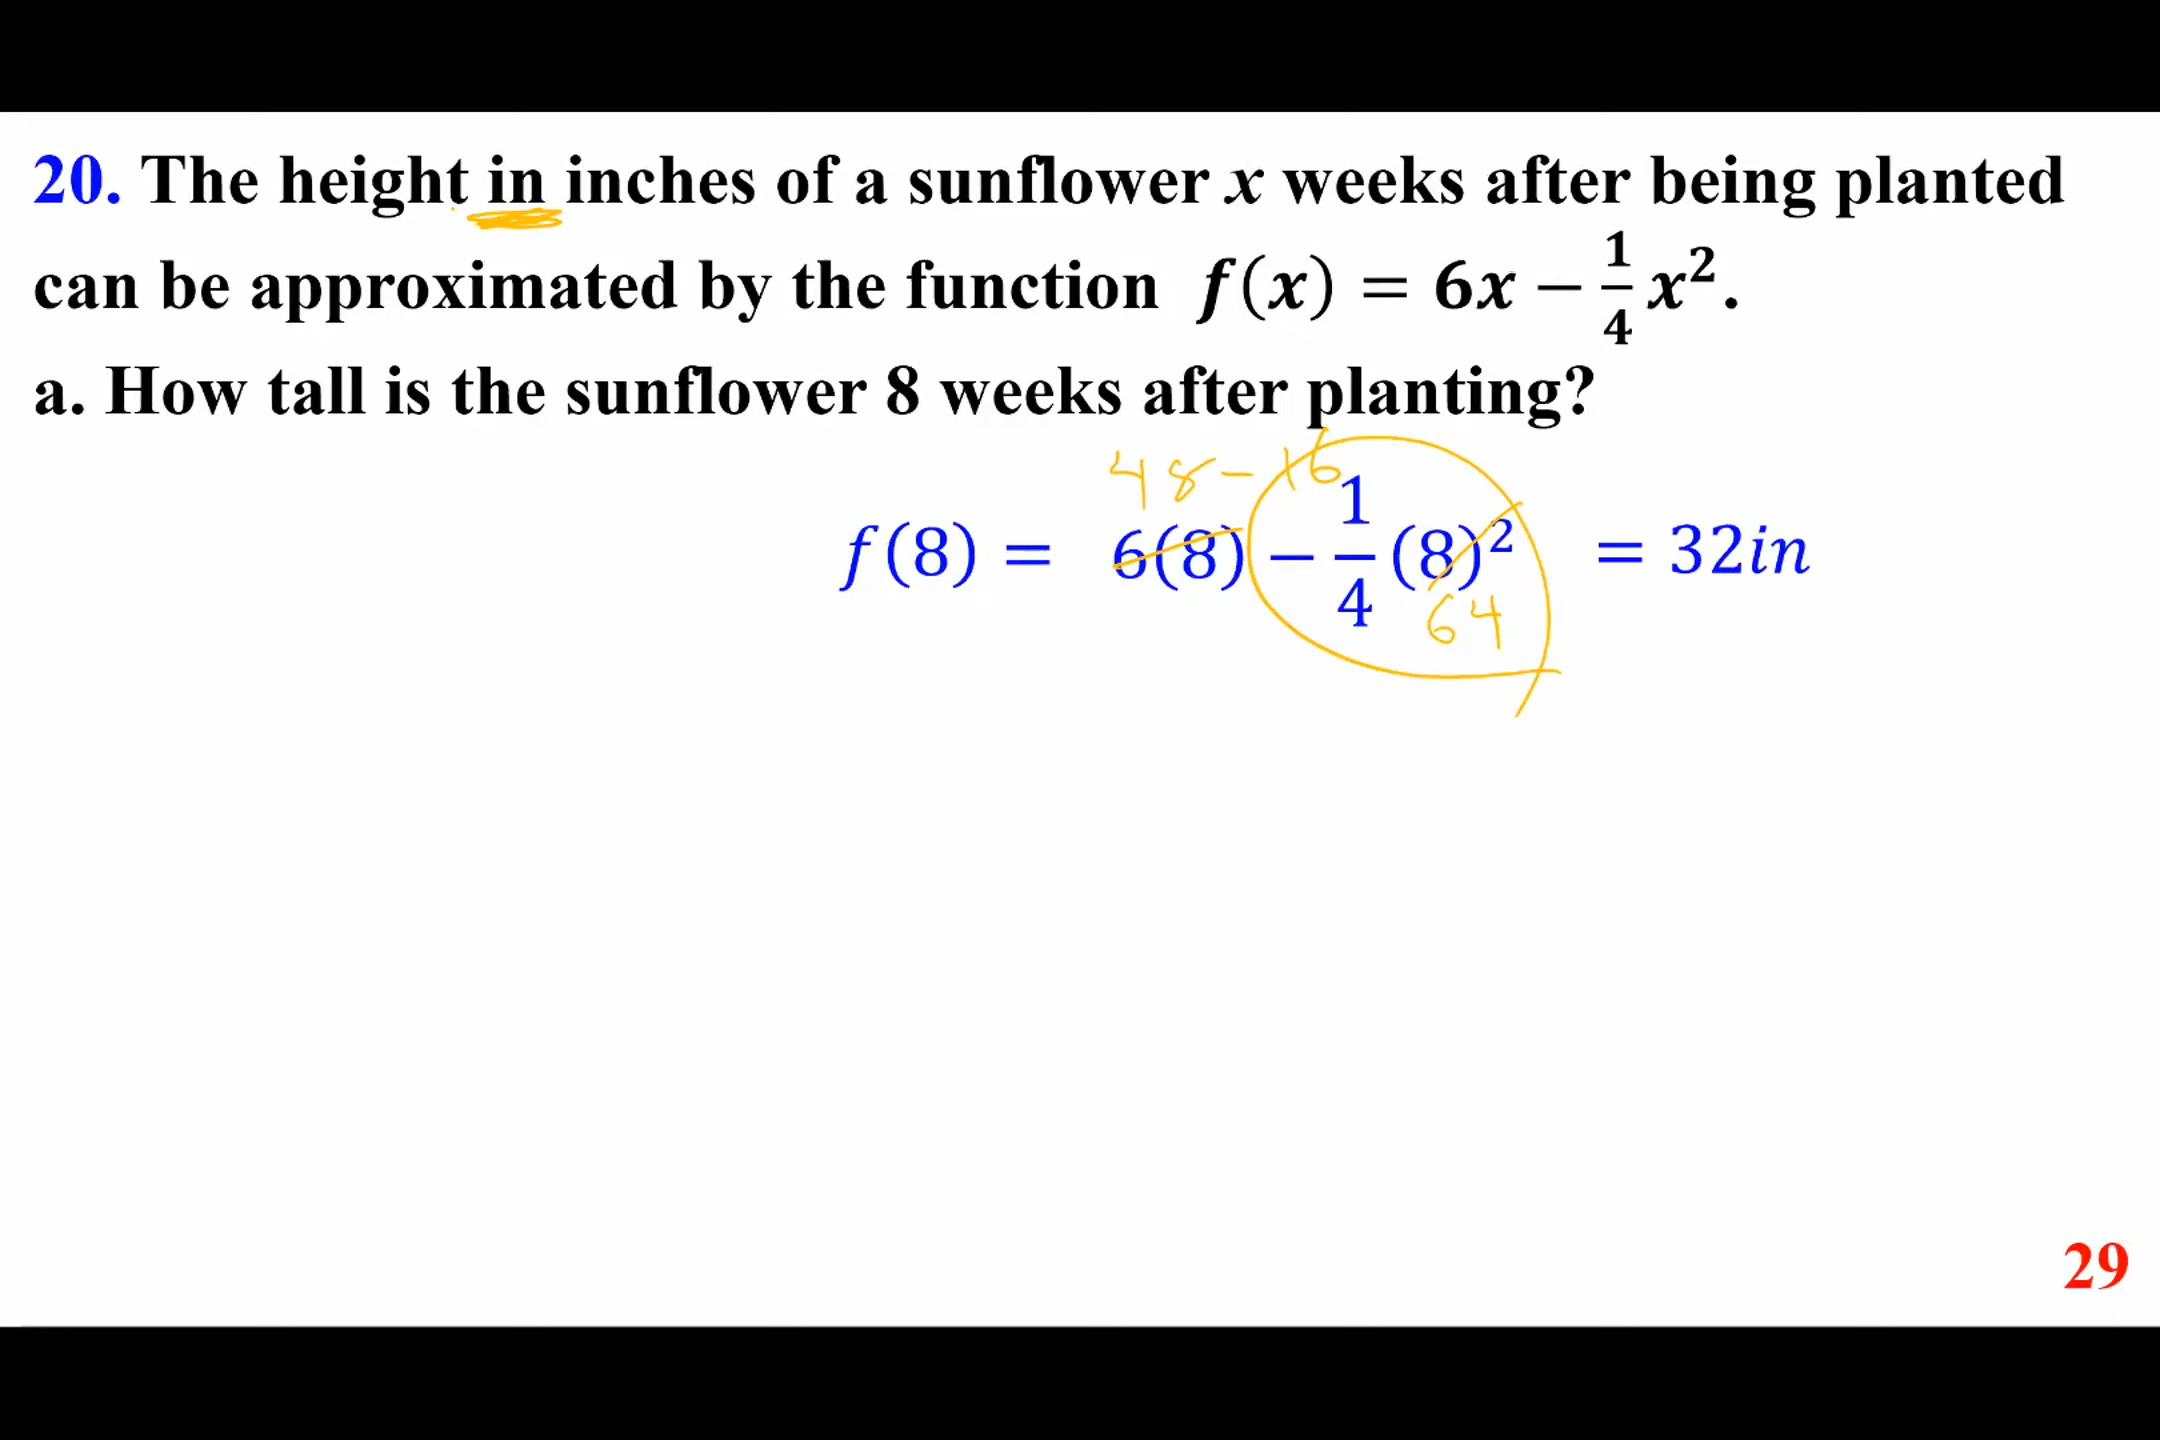 20. The height in inches of a sunflower x weeks after being planted
can be approximated by the function f(x) = 6x − 1/4 x².
a. How tall is the sunflower 8 weeks after planting?
48 - 16
f(8) = 6(8) − 1/4 (8)² = 32in
64
29